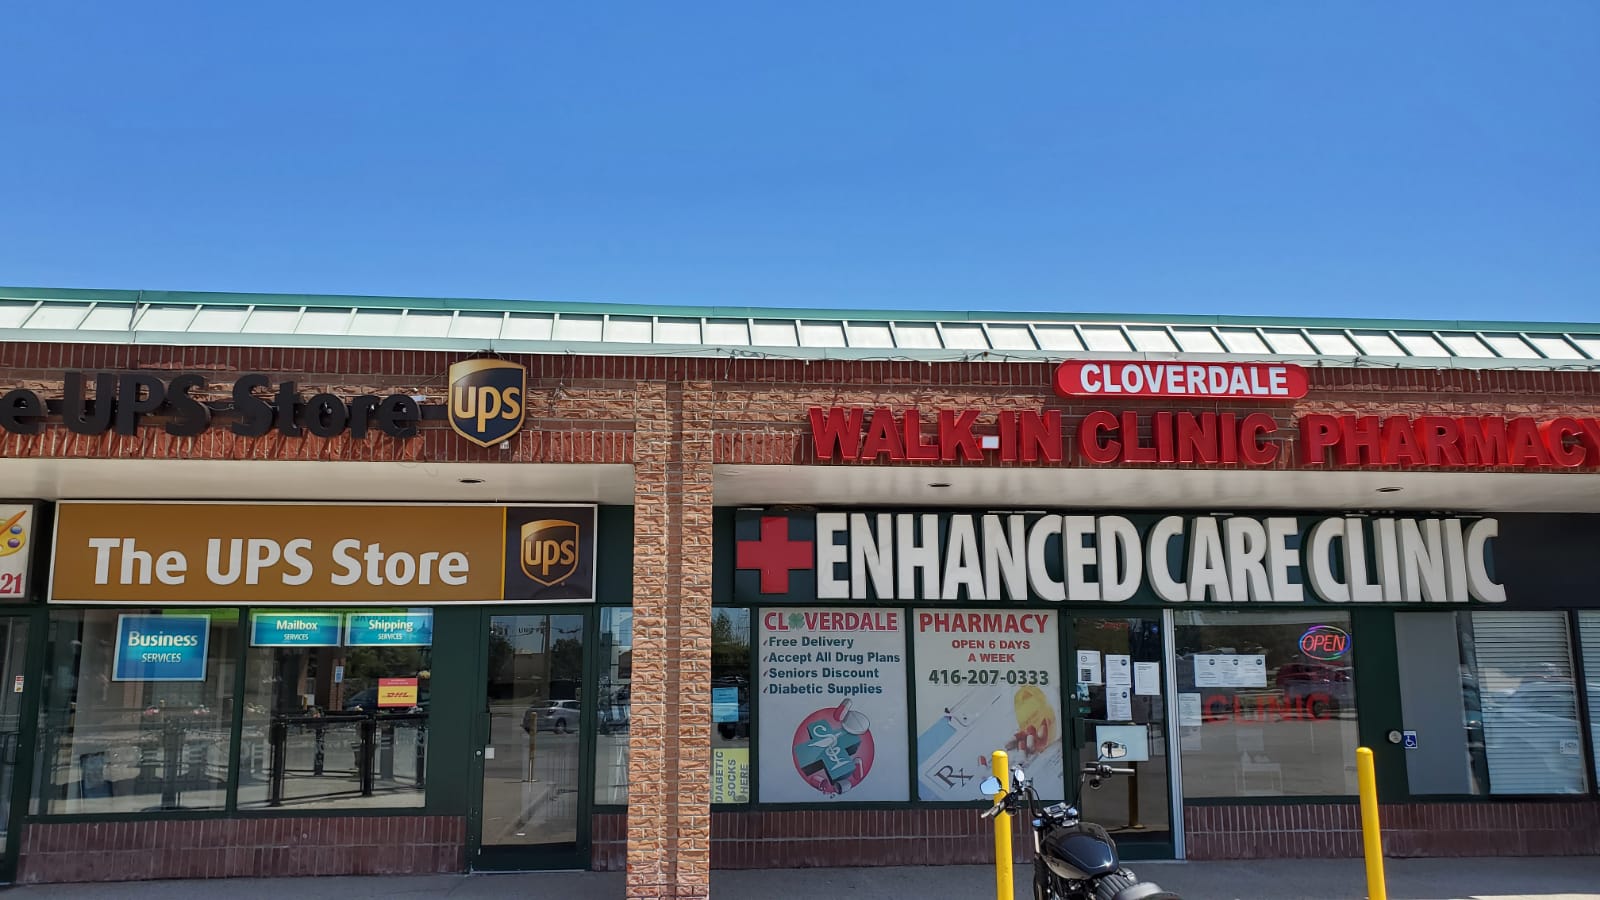 e UPS Store
ups
CLOVERDALE
WALK-IN CLINIC PHARMACY
21
The UPS Store
ups
ENHANCED CARE CLINIC
Business
SERVICES
Mailbox
SERVICES
Shipping
SERVICES
DHL
CLOVERDALE
Free Delivery
Accept All Drug Plans
Seniors Discount
Diabetic Supplies
PHARMACY
OPEN 6 DAYS
A WEEK
416-207-0333
Rx
DIABETIC
SOCKS
HERE
OPEN
CLINIC